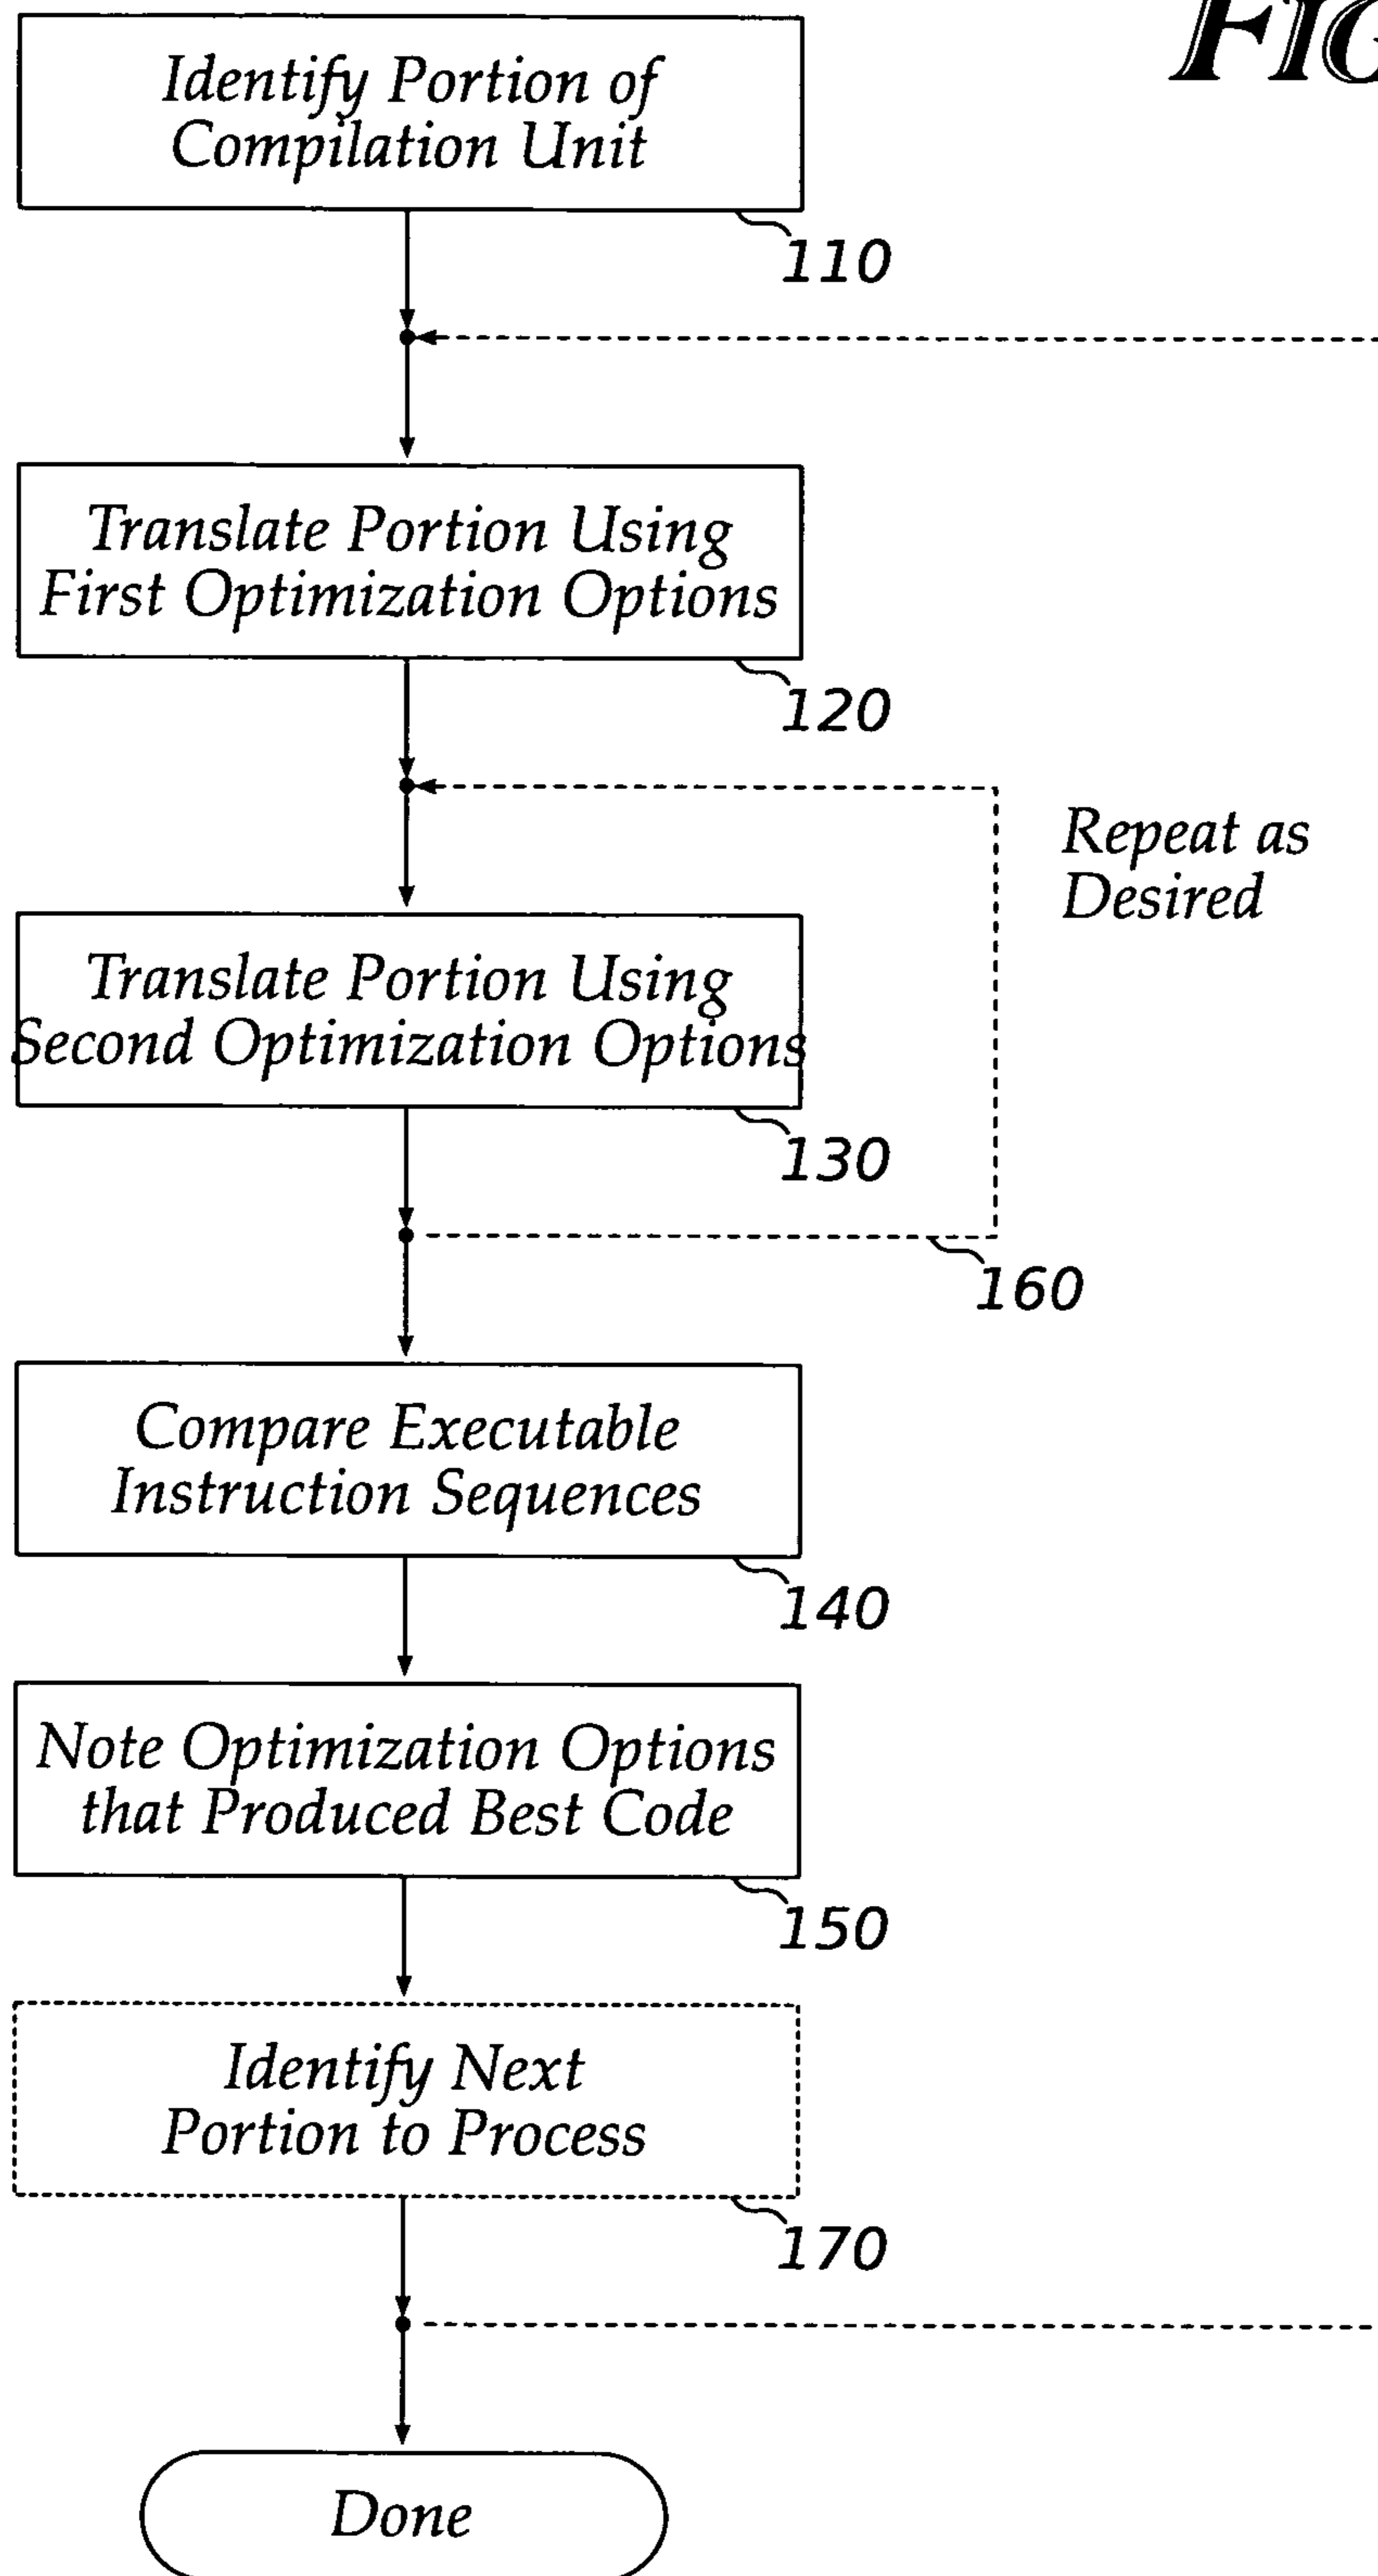 FIG
Identify Portion of
Compilation Unit
110
Translate Portion Using
First Optimization Options
120
Repeat as
Desired
Translate Portion Using
Second Optimization Options
130
160
Compare Executable
Instruction Sequences
140
Note Optimization Options
that Produced Best Code
150
Identify Next
Portion to Process
170
Done